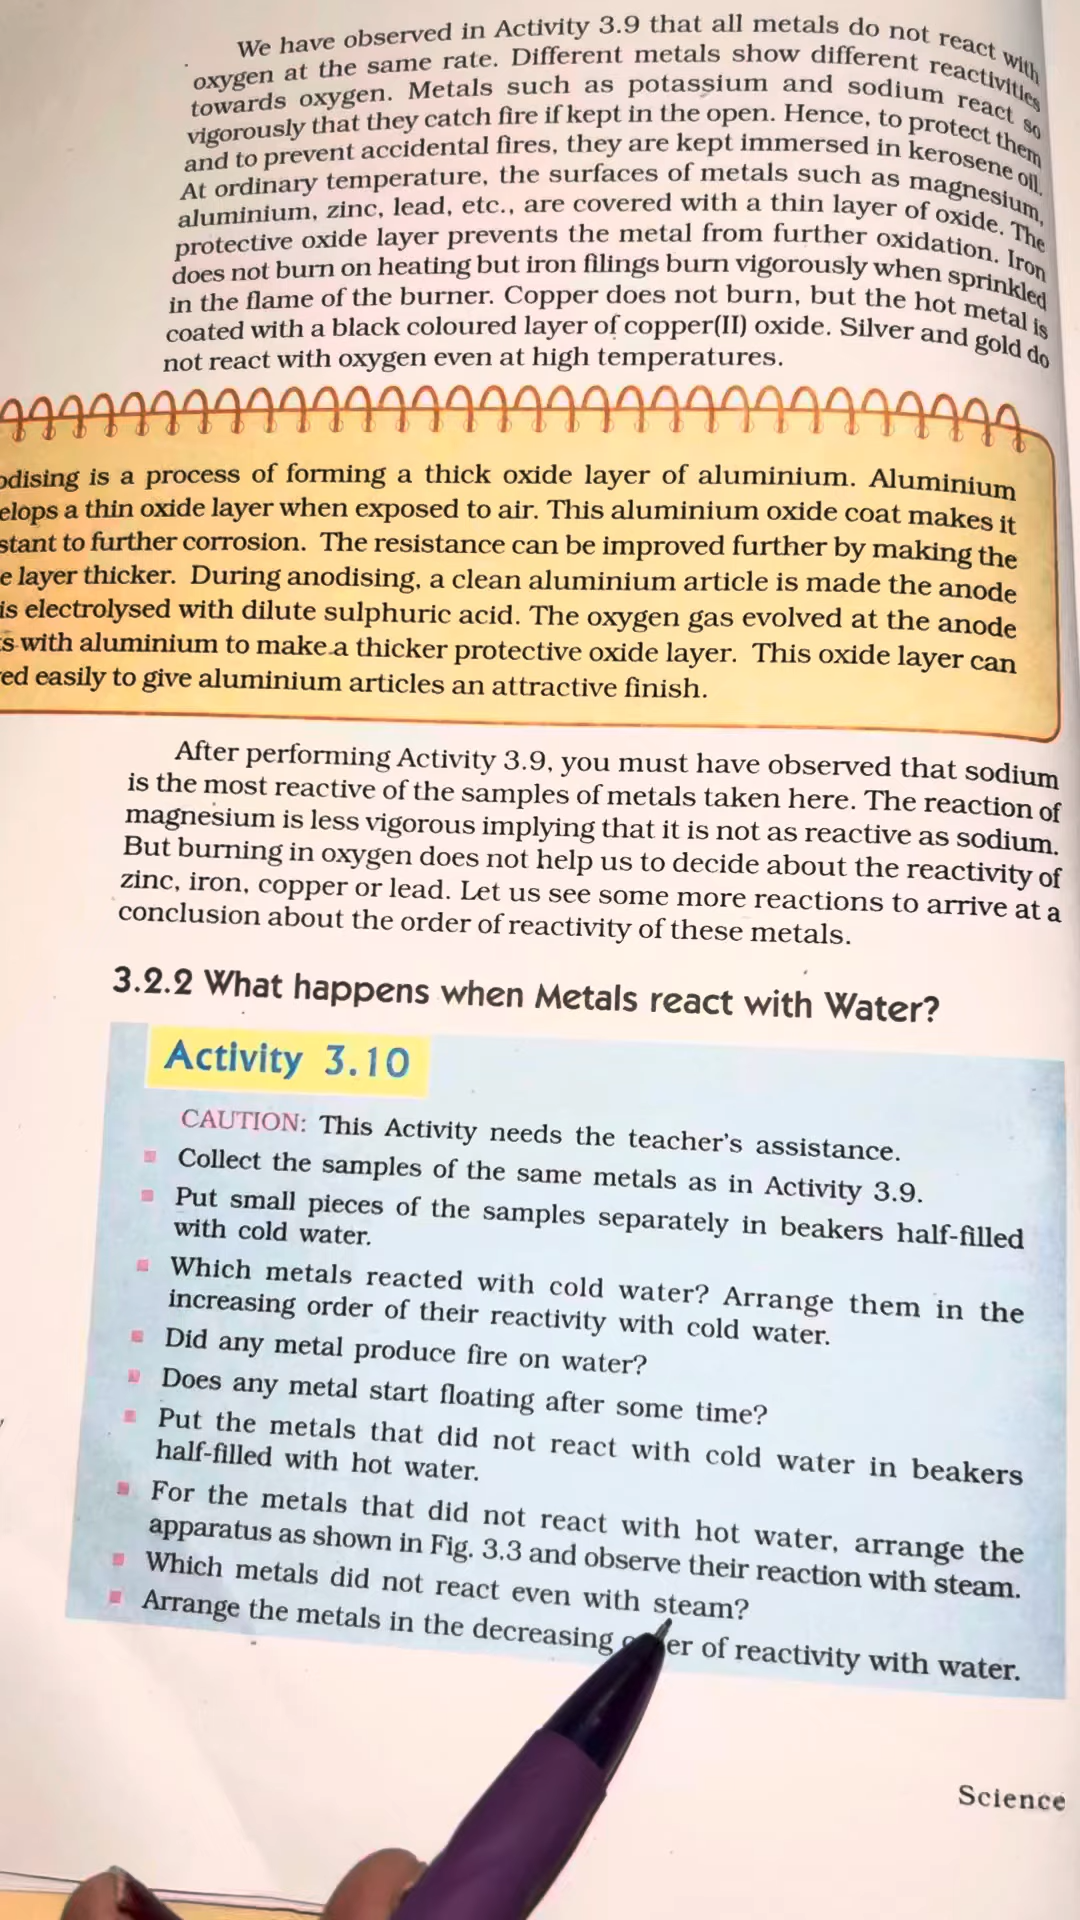 We have observed in Activity 3.9 that all metals do not react with
oxygen at the same rate. Different metals show different reactivities
towards oxygen. Metals such as potassium and sodium react so
vigorously that they catch fire if kept in the open. Hence, to protect them
and to prevent accidental fires, they are kept immersed in kerosene oil.
At ordinary temperature, the surfaces of metals such as magnesium,
aluminium, zinc, lead, etc., are covered with a thin layer of oxide. The
protective oxide layer prevents the metal from further oxidation. Iron
does not burn on heating but iron filings burn vigorously when sprinkled
in the flame of the burner. Copper does not burn, but the hot metal is
coated with a black coloured layer of copper(II) oxide. Silver and gold do
not react with oxygen even at high temperatures.
odising is a process of forming a thick oxide layer of aluminium. Aluminium
elops a thin oxide layer when exposed to air. This aluminium oxide coat makes it
stant to further corrosion. The resistance can be improved further by making the
e layer thicker. During anodising, a clean aluminium article is made the anode
is electrolysed with dilute sulphuric acid. The oxygen gas evolved at the anode
s with aluminium to make a thicker protective oxide layer. This oxide layer can
ed easily to give aluminium articles an attractive finish.
After performing Activity 3.9, you must have observed that sodium
is the most reactive of the samples of metals taken here. The reaction of
magnesium is less vigorous implying that it is not as reactive as sodium.
But burning in oxygen does not help us to decide about the reactivity of
zinc, iron, copper or lead. Let us see some more reactions to arrive at a
conclusion about the order of reactivity of these metals.
3.2.2 What happens when Metals react with Water?
Activity 3.10
CAUTION: This Activity needs the teacher's assistance.
Collect the samples of the same metals as in Activity 3.9.
Put small pieces of the samples separately in beakers half-filled
with cold water.
Which metals reacted with cold water? Arrange them in the
increasing order of their reactivity with cold water.
Did any metal produce fire on water?
Does any metal start floating after some time?
Put the metals that did not react with cold water in beakers
half-filled with hot water.
For the metals that did not react with hot water, arrange the
apparatus as shown in Fig. 3.3 and observe their reaction with steam.
Which metals did not react even with steam?
Arrange the metals in the decreasing er of reactivity with water.
Science